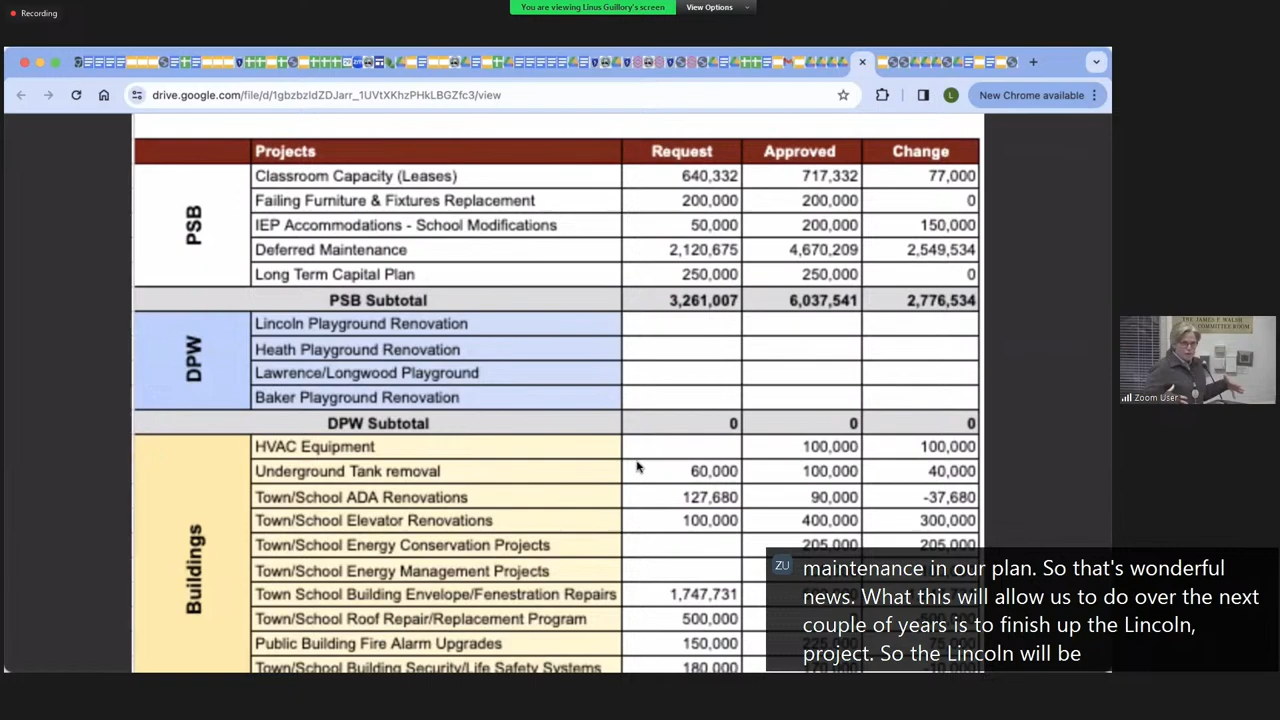 Recording
You are viewing Linus Guillory's screen
View Options
drive.google.com/file/d/1gbzbzIdZDJarr_1UVtXKhzPHkLBGZfc3/view
L
New Chrome available
Projects Request Approved Change
PSB
Classroom Capacity (Leases) 640,332 717,332 77,000
Failing Furniture & Fixtures Replacement 200,000 200,000 0
IEP Accommodations - School Modifications 50,000 200,000 150,000
Deferred Maintenance 2,120,675 4,670,209 2,549,534
Long Term Capital Plan 250,000 250,000 0
PSB Subtotal 3,261,007 6,037,541 2,776,534
DPW
Lincoln Playground Renovation
Heath Playground Renovation
Lawrence/Longwood Playground
Baker Playground Renovation
DPW Subtotal 0 0 0
Buildings
HVAC Equipment 100,000 100,000
Underground Tank removal 60,000 100,000 40,000
Town/School ADA Renovations 127,680 90,000 -37,680
Town/School Elevator Renovations 100,000 400,000 300,000
Town/School Energy Conservation Projects 205,000 205,000
Town/School Energy Management Projects
Town School Building Envelope/Fenestration Repairs 1,747,731
Town/School Roof Repair/Replacement Program 500,000
Public Building Fire Alarm Upgrades 150,000
Town/School Building Security/Life Safety Systems 180,000
ZU
maintenance in our plan. So that's wonderful
news. What this will allow us to do over the next
couple of years is to finish up the Lincoln,
project. So the Lincoln will be
THE JAMES F. WALSH
COMMITTEE ROOM
Zoom User